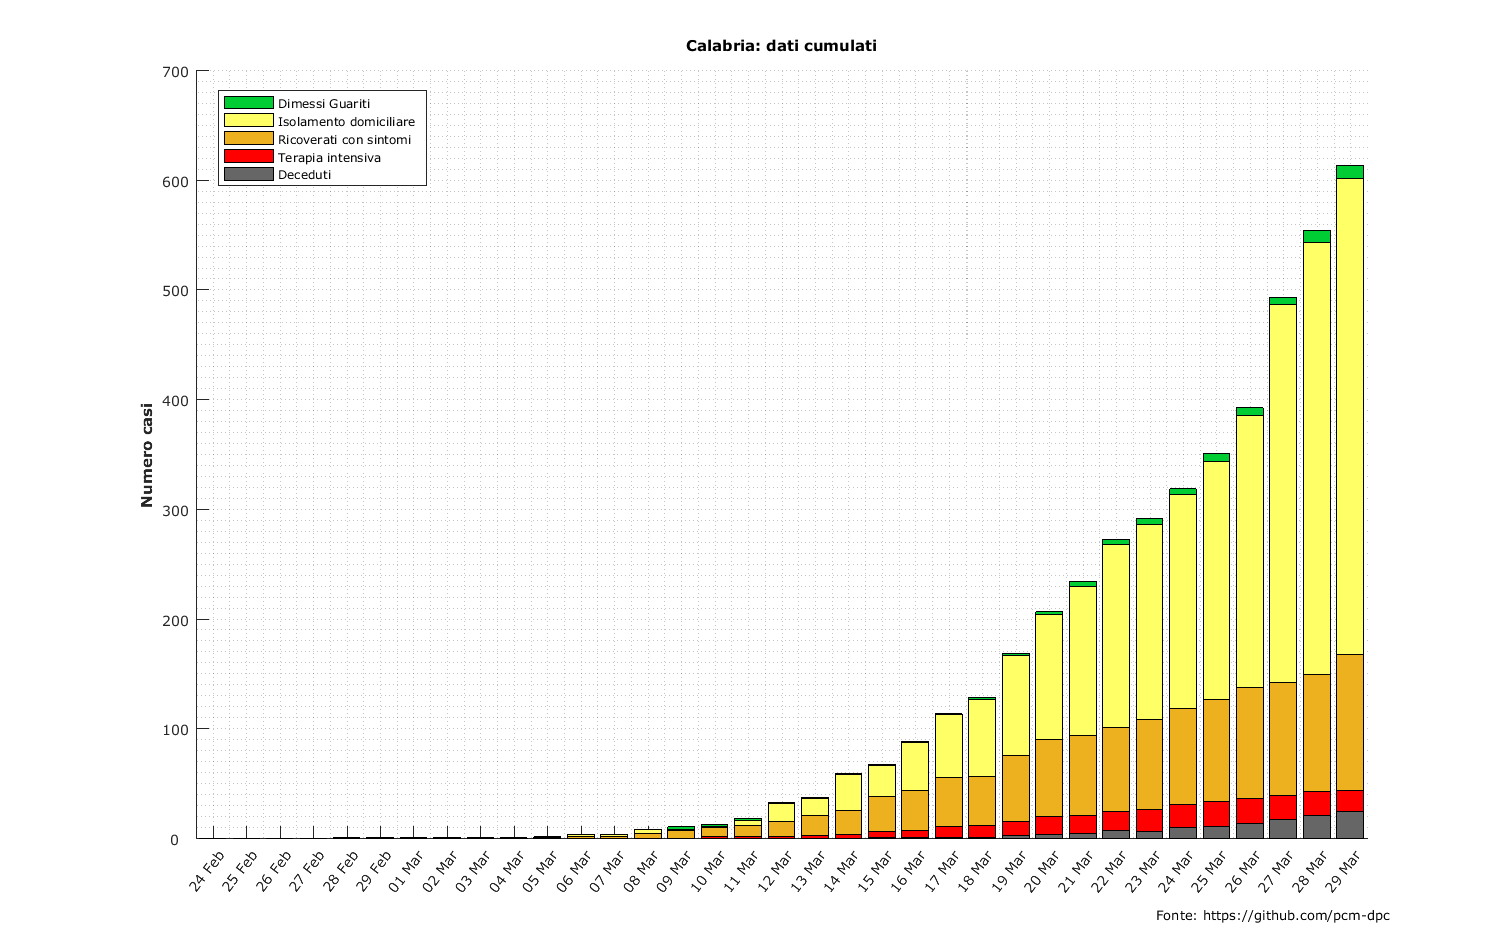 Calabria: dati cumulati
700
600
500
400
300
200
100
0
Numero casi
Dimessi Guariti
Isolamento domiciliare
Ricoverati con sintomi
Terapia intensiva
Deceduti
24 Feb
25 Feb
26 Feb
27 Feb
28 Feb
29 Feb
01 Mar
02 Mar
03 Mar
04 Mar
05 Mar
06 Mar
07 Mar
08 Mar
09 Mar
10 Mar
11 Mar
12 Mar
13 Mar
14 Mar
15 Mar
16 Mar
17 Mar
18 Mar
19 Mar
20 Mar
21 Mar
22 Mar
23 Mar
24 Mar
25 Mar
26 Mar
27 Mar
28 Mar
29 Mar
Fonte: https://github.com/pcm-dpc